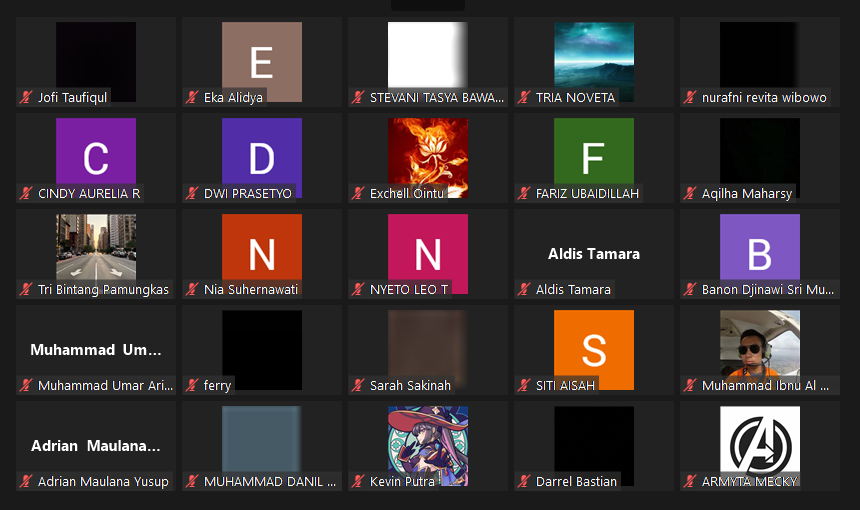 Jofi Taufiqul
E
Eka Alidya
STEVANI TASYA BAWA...
TRIA NOVETA
nurafni revita wibowo
C
CINDY AURELIA R
D
DWI PRASETYO
Exchell Ointu
F
FARIZ UBAIDILLAH
Aqilha Maharsy
Tri Bintang Pamungkas
N
Nia Suhernawati
N
NYETO LEO T
Aldis Tamara
Aldis Tamara
B
Banon Djinawi Sri Mu...
Muhammad Um...
Muhammad Umar Ari...
ferry
Sarah Sakinah
S
SITI AISAH
Muhammad Ibnu Al ...
Adrian Maulana...
Adrian Maulana Yusup
MUHAMMAD DANIL ...
Kevin Putra
Darrel Bastian
A
ARMYTA MECKY